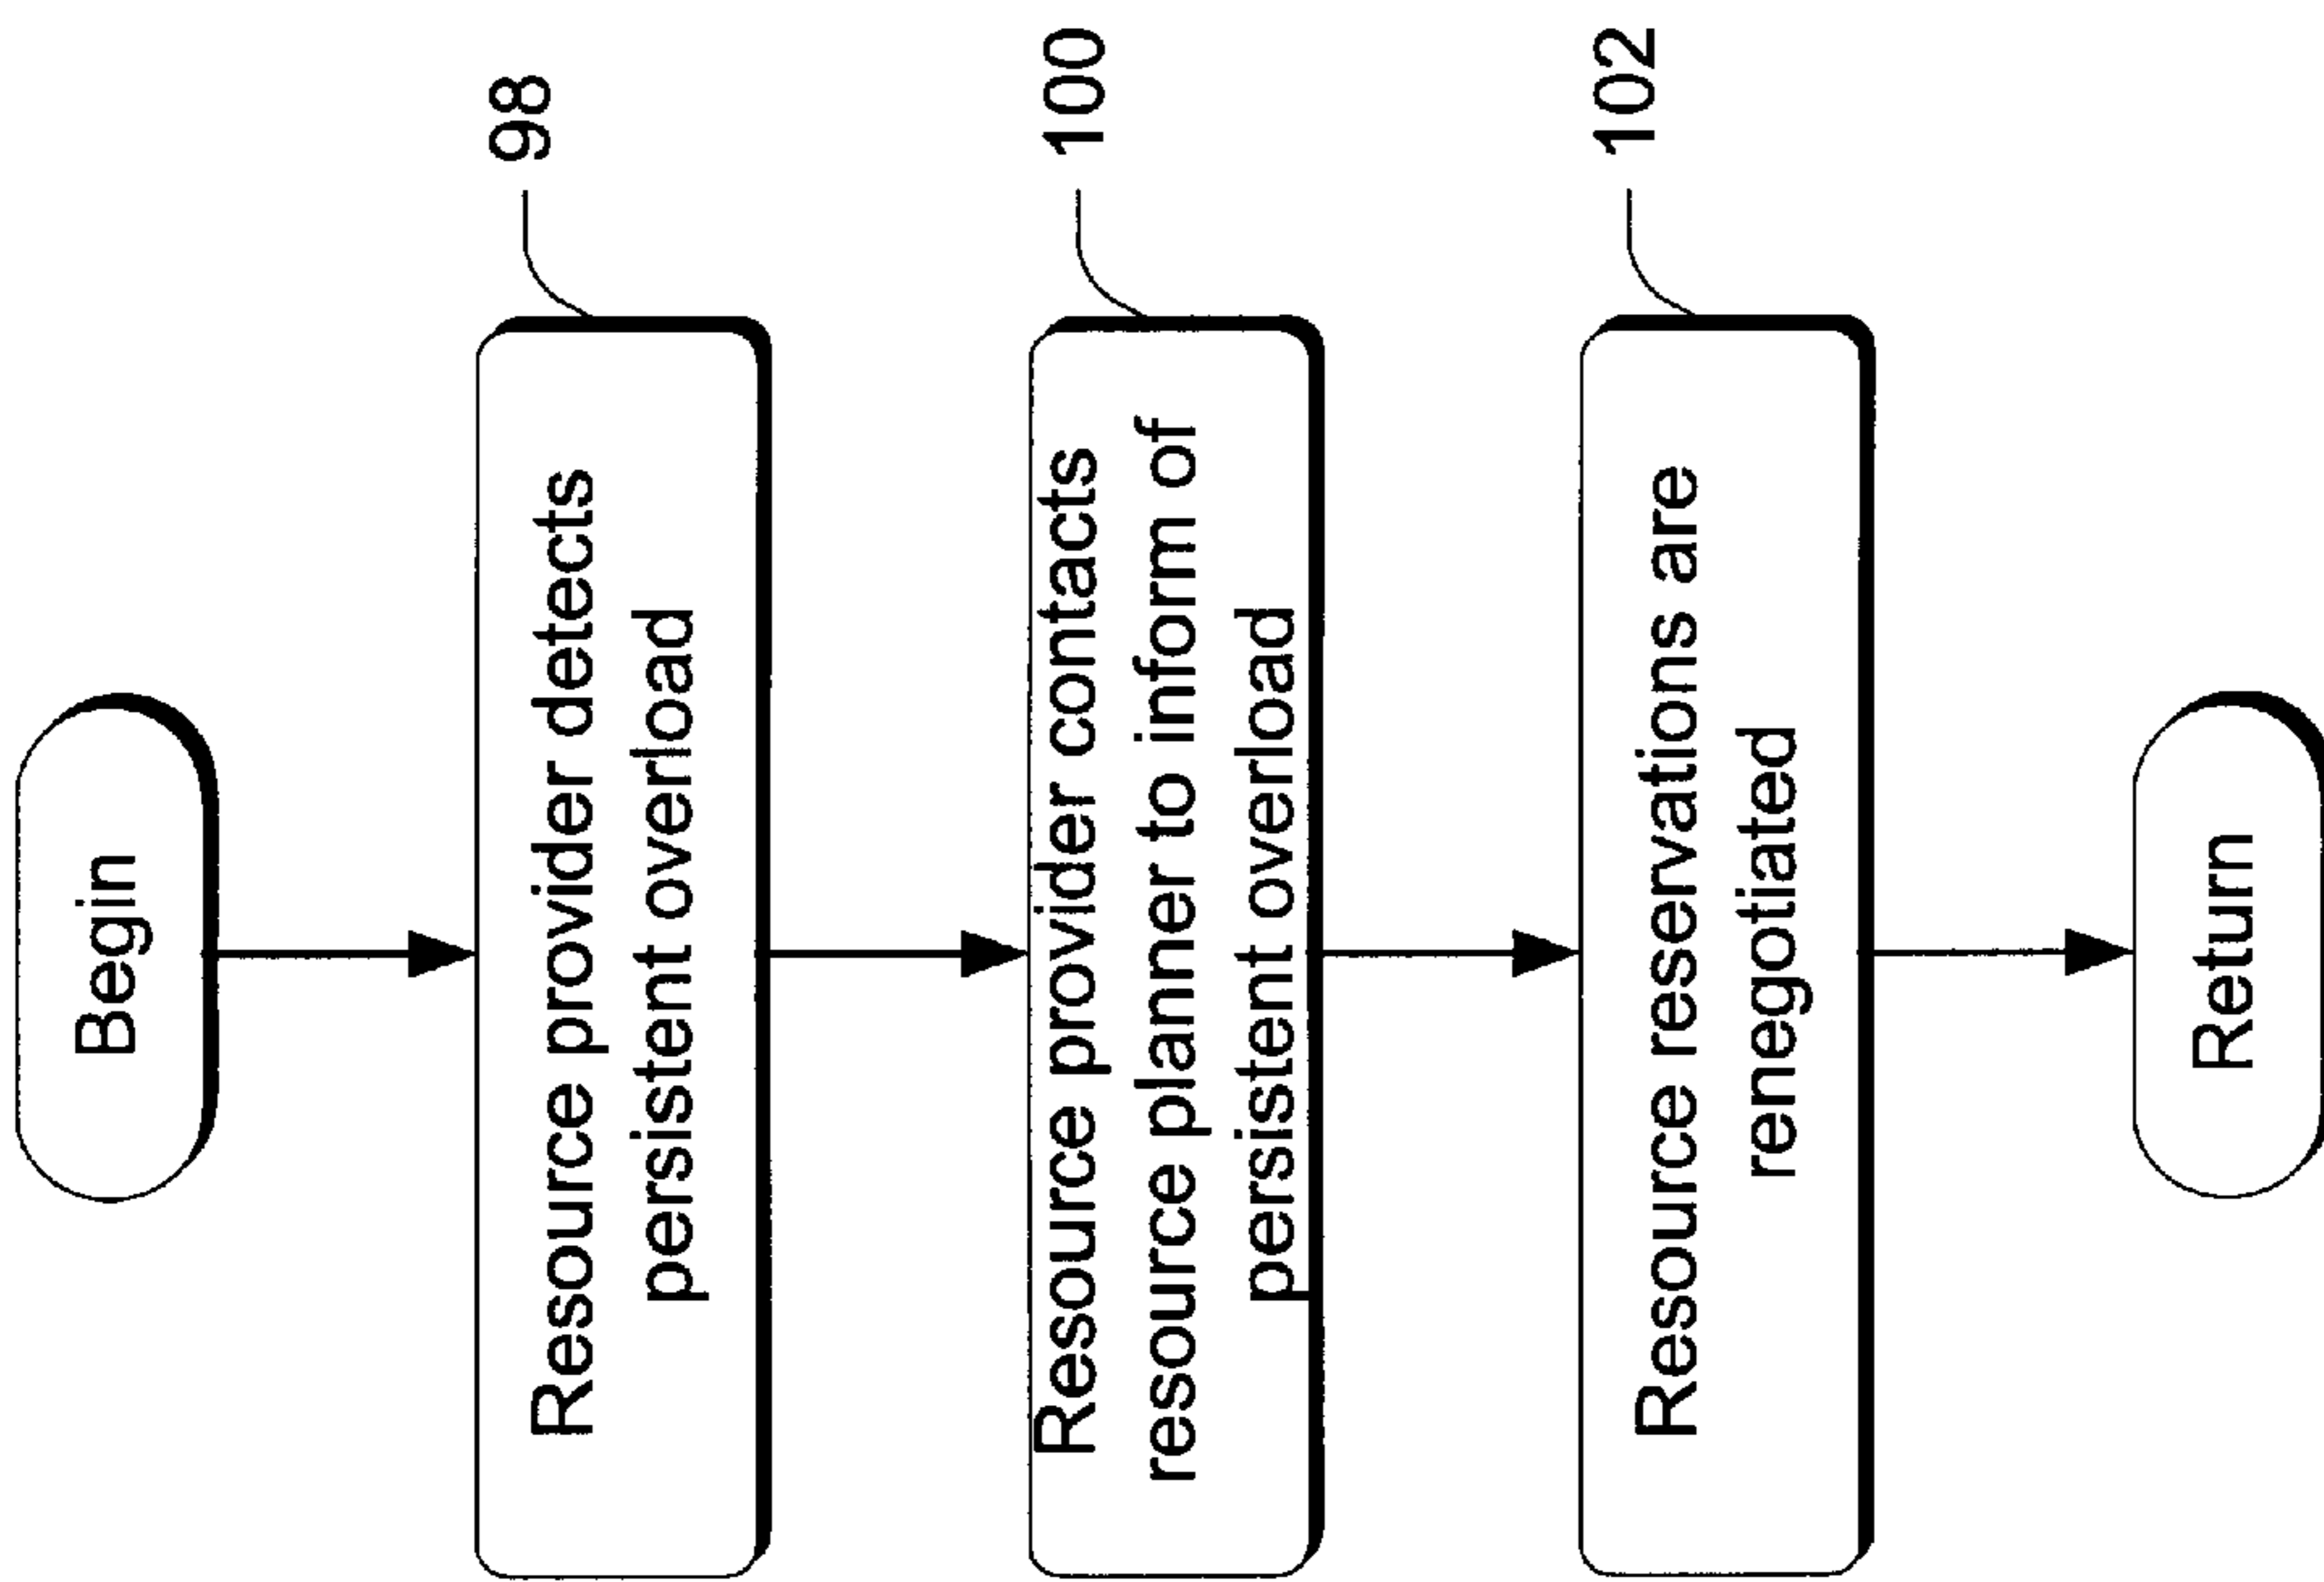 Begin
Resource provider detects
persistent overload
98
Resource provider contacts
resource planner to inform of
persistent overload
100
Resource reservations are
renegotiated
102
Return